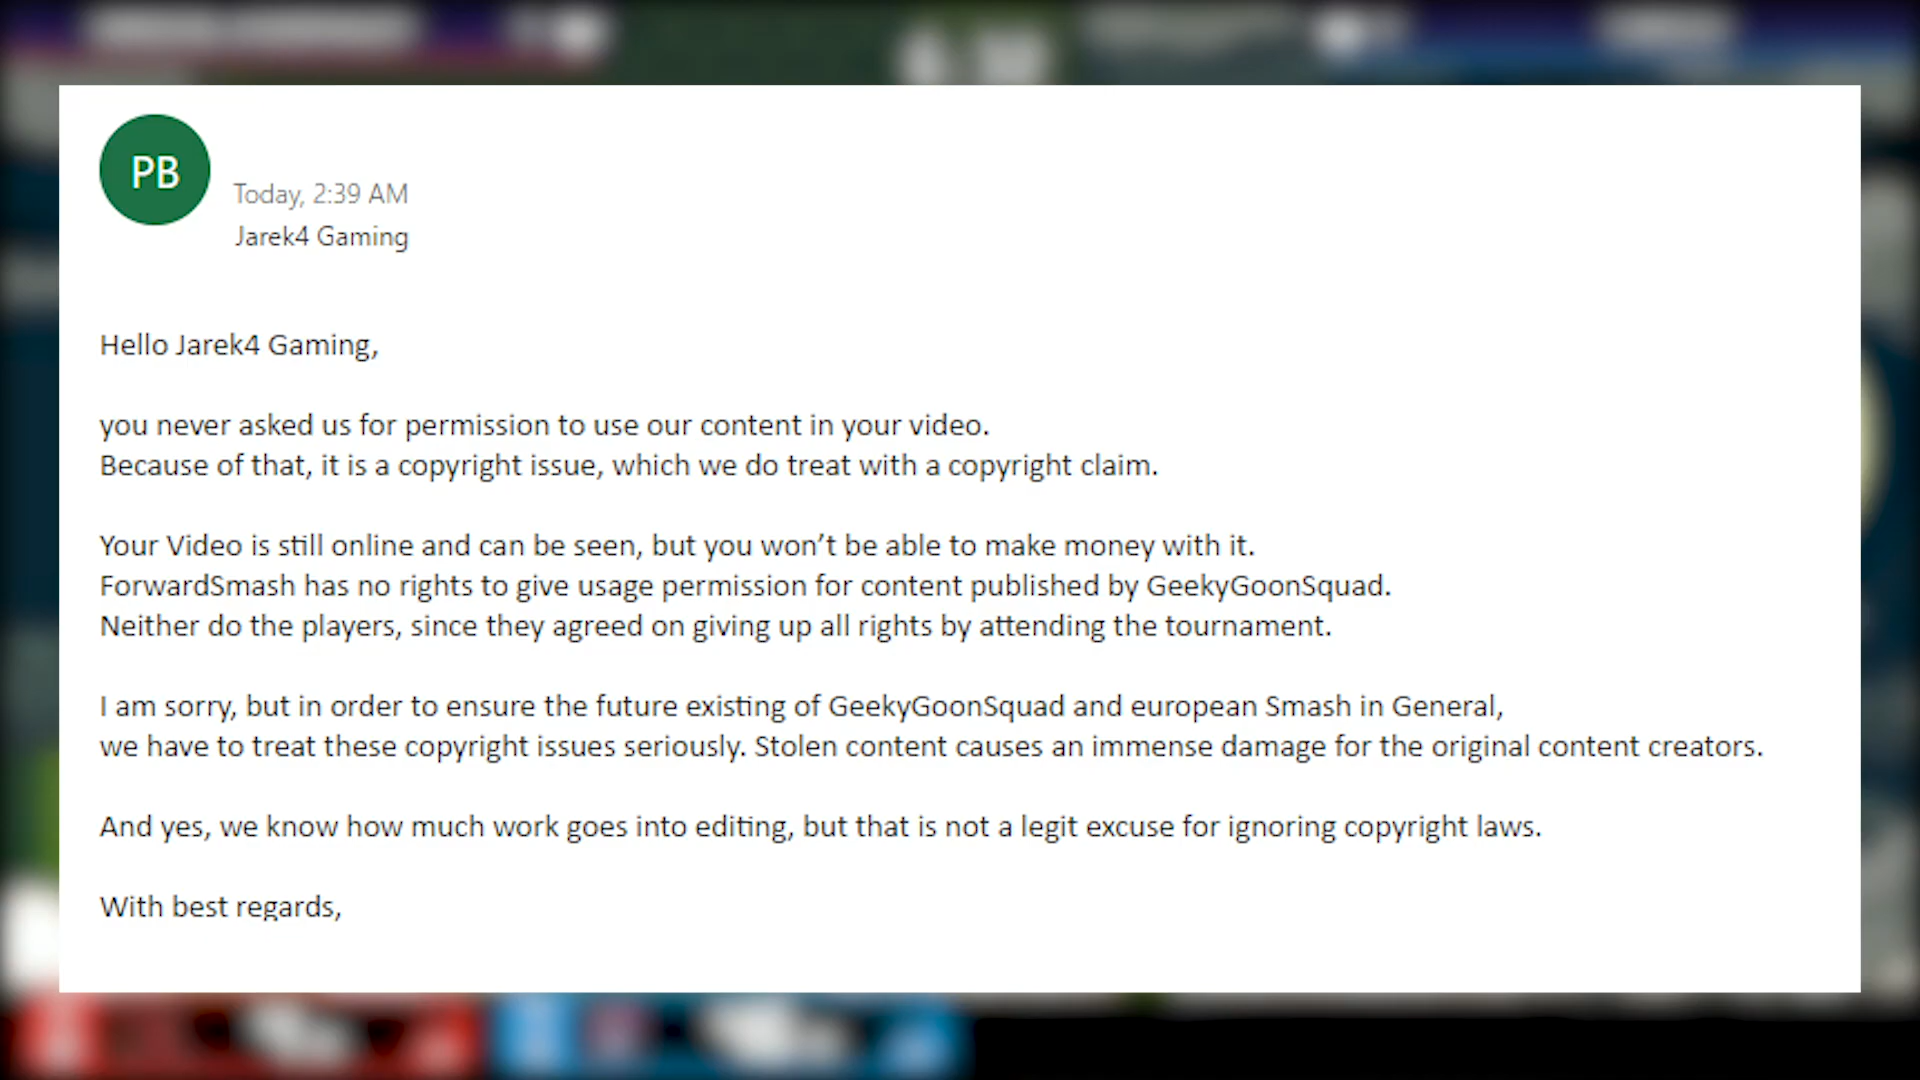 PB
Today, 2:39 AM
Jarek4 Gaming
Hello Jarek4 Gaming,
you never asked us for permission to use our content in your video.
Because of that, it is a copyright issue, which we do treat with a copyright claim.
Your Video is still online and can be seen, but you won’t be able to make money with it.
ForwardSmash has no rights to give usage permission for content published by GeekyGoonSquad.
Neither do the players, since they agreed on giving up all rights by attending the tournament.
I am sorry, but in order to ensure the future existing of GeekyGoonSquad and european Smash in General,
we have to treat these copyright issues seriously. Stolen content causes an immense damage for the original content creators.
And yes, we know how much work goes into editing, but that is not a legit excuse for ignoring copyright laws.
With best regards,